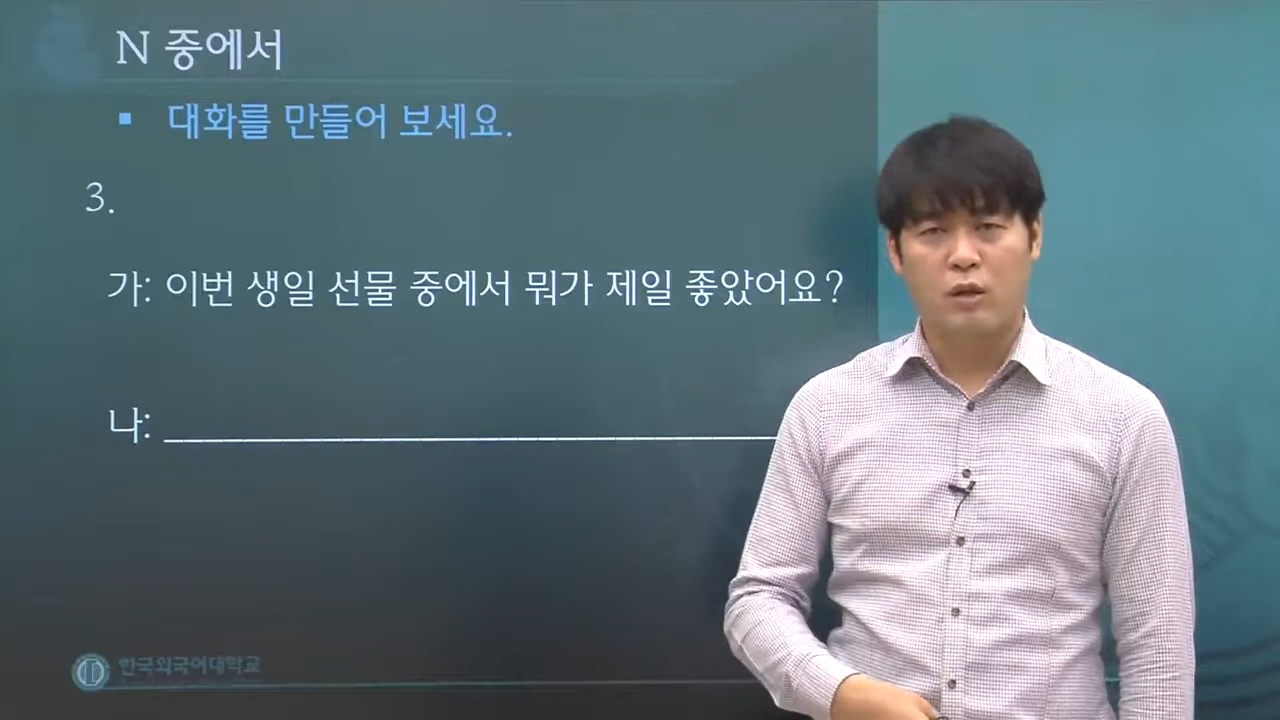 N 중에서
▪ 대화를 만들어 보세요.
3.
가: 이번 생일 선물 중에서 뭐가 제일 좋았어요?
나: ______________________________
한국외국어대학교